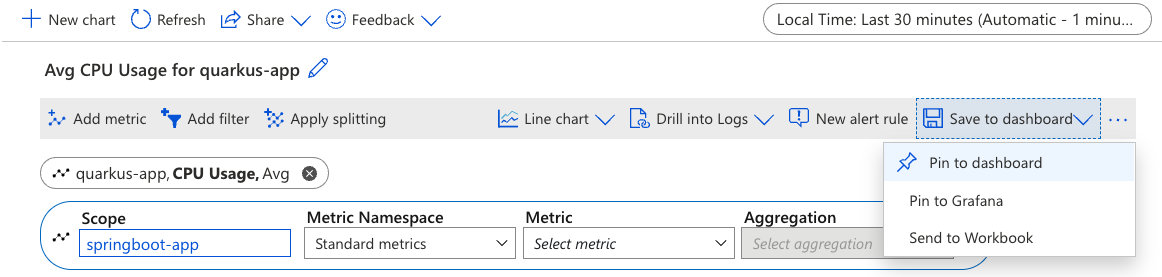 New chart Refresh Share Feedback Local Time: Last 30 minutes (Automatic - 1 minu...
Avg CPU Usage for quarkus-app
Add metric Add filter Apply splitting Line chart Drill into Logs New alert rule Save to dashboard ...
Pin to dashboard
quarkus-app, CPU Usage, Avg
Pin to Grafana
Scope Metric Namespace Metric Aggregation
springboot-app Standard metrics Select metric Select aggregation
Send to Workbook